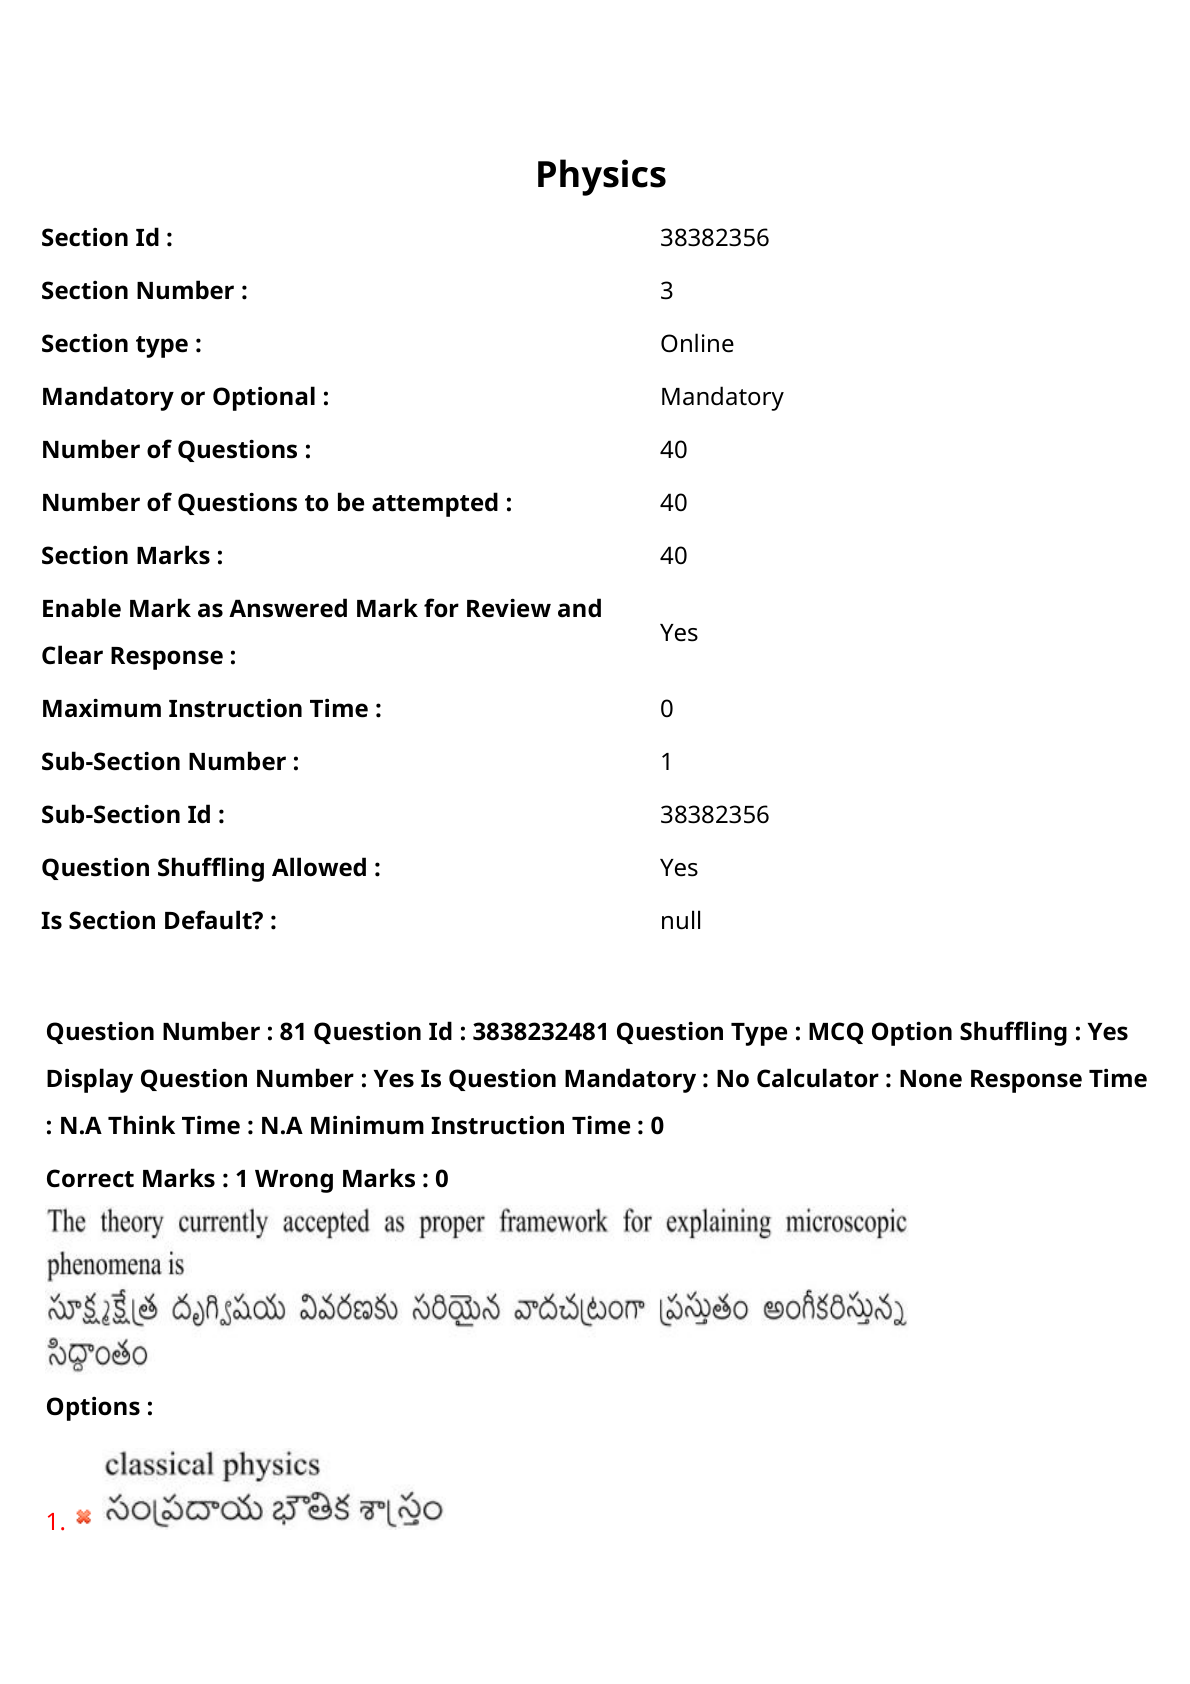 Physics
Section Id : 38382356
Section Number : 3
Section type : Online
Mandatory or Optional : Mandatory
Number of Questions : 40
Number of Questions to be attempted : 40
Section Marks : 40
Enable Mark as Answered Mark for Review and
Clear Response : Yes
Maximum Instruction Time : 0
Sub-Section Number : 1
Sub-Section Id : 38382356
Question Shuffling Allowed : Yes
Is Section Default? : null
Question Number : 81 Question Id : 3838232481 Question Type : MCQ Option Shuffling : Yes
Display Question Number : Yes Is Question Mandatory : No Calculator : None Response Time
: N.A Think Time : N.A Minimum Instruction Time : 0
Correct Marks : 1 Wrong Marks : 0
The theory currently accepted as proper framework for explaining microscopic
phenomena is
సూక్ష్మక్షేత్ర దృగ్విషయ వివరణకు సరియైన వాదచట్రంగా ప్రస్తుతం అంగీకరిస్తున్న
సిద్ధాంతం
Options :
classical physics
1. సంప్రదాయ భౌతిక శాస్త్రం